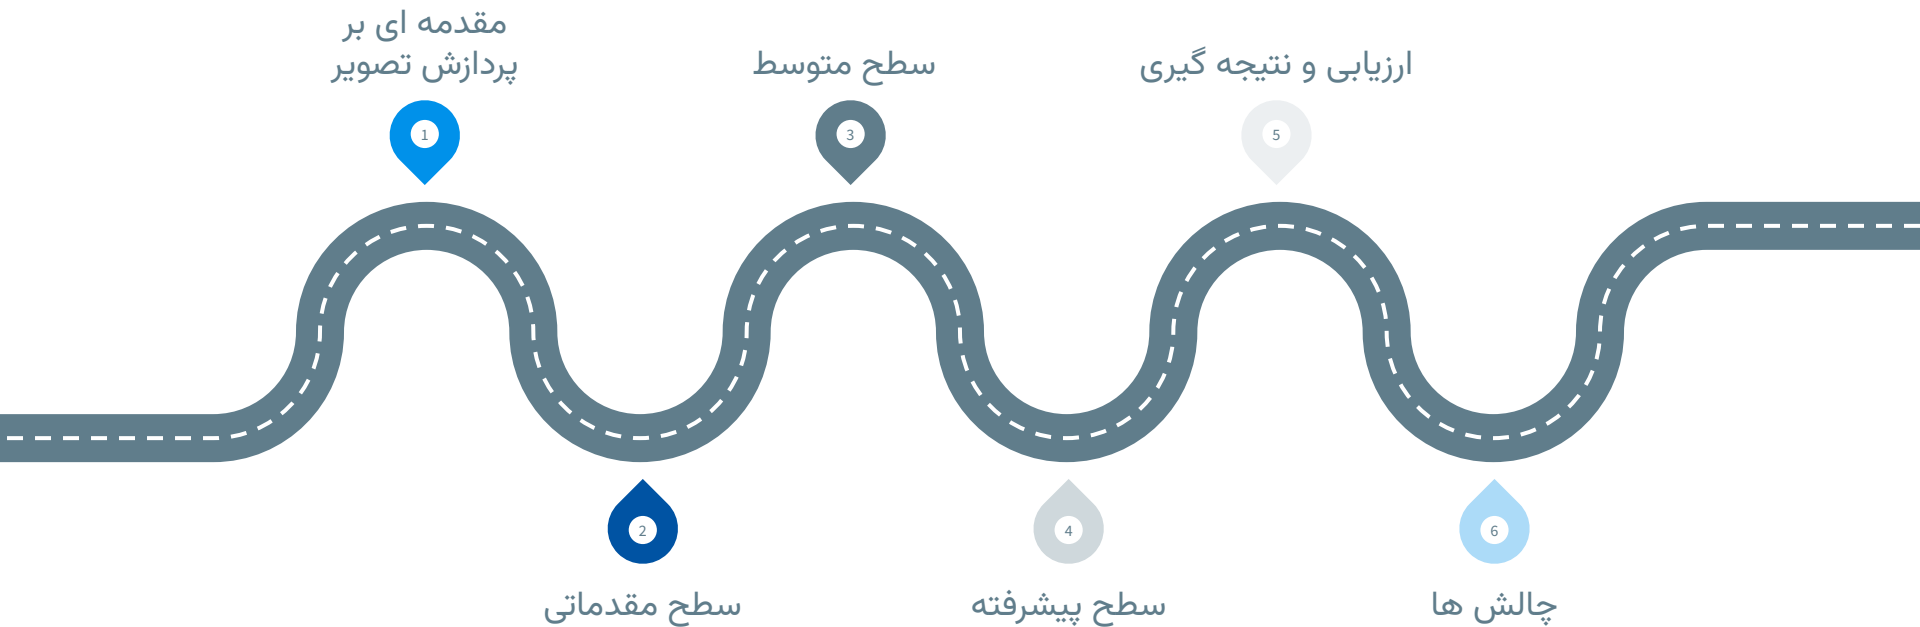 مقدمه ای بر
پردازش تصویر
1
2
سطح مقدماتی
سطح متوسط
3
4
سطح پیشرفته
ارزیابی و نتیجه گیری
5
6
چالش ها